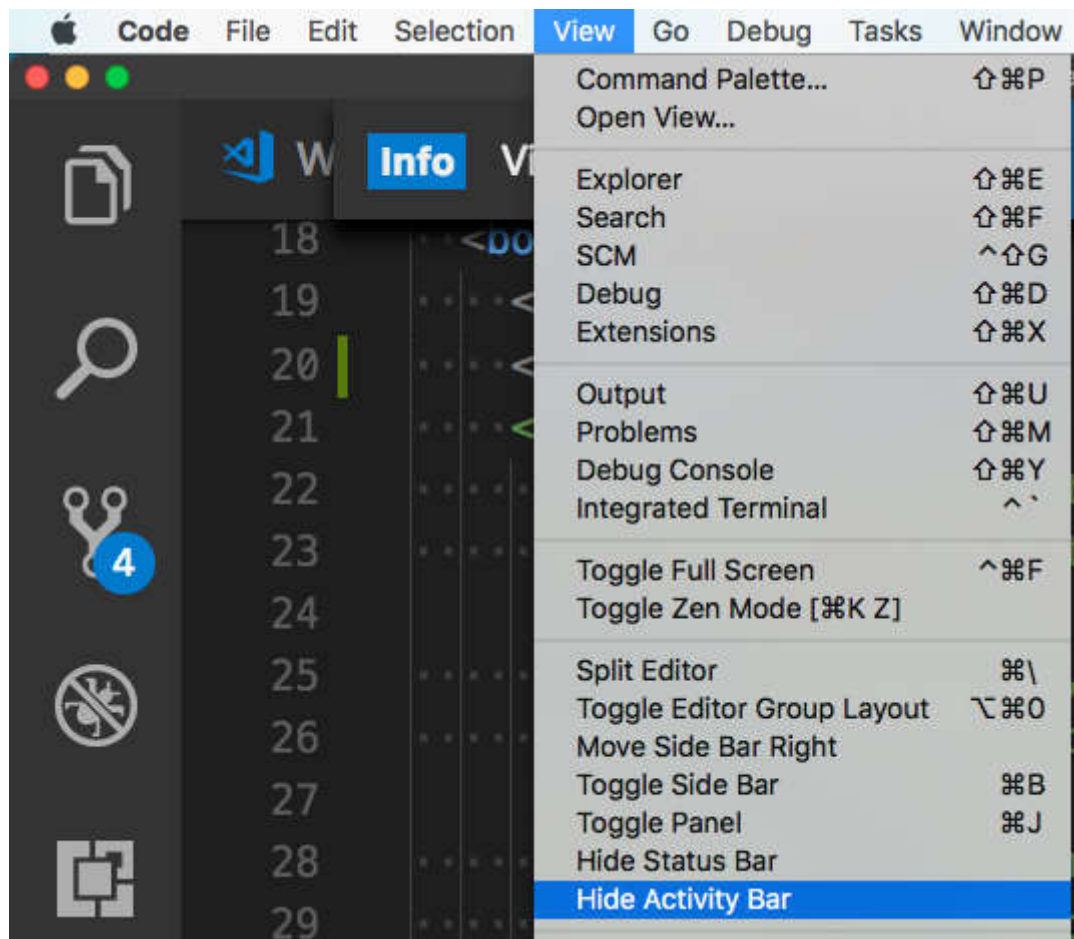 Code File Edit Selection View Go Debug Tasks Window
Command Palette... ⇧⌘P
Open View...
Explorer ⇧⌘E
Search ⇧⌘F
SCM ^⇧G
Debug ⇧⌘D
Extensions ⇧⌘X
Output ⇧⌘U
Problems ⇧⌘M
Debug Console ⇧⌘Y
Integrated Terminal ^`
Toggle Full Screen ^⌘F
Toggle Zen Mode [⌘K Z]
Split Editor ⌘\
Toggle Editor Group Layout ⌥⌘0
Move Side Bar Right
Toggle Side Bar ⌘B
Toggle Panel ⌘J
Hide Status Bar
Hide Activity Bar
W Info Vi
18 <bo
19 <
20 <
21 <
22
23
24
25
26
27
28
29
4